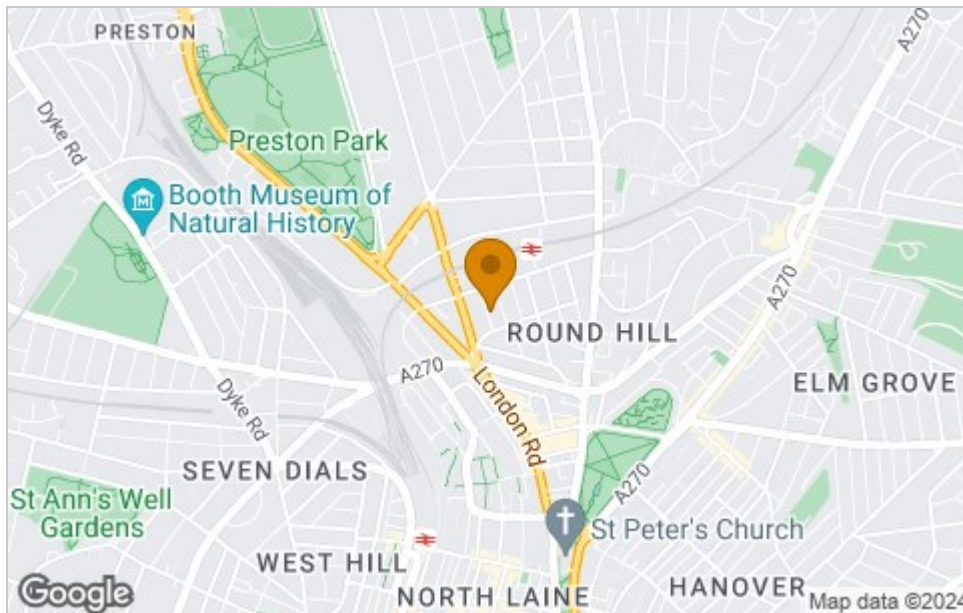 PRESTON
A270
Dyke Rd
Preston Park
Booth Museum of
Natural History
A270
ROUND HILL
A270
ELM GROVE
London Rd
Dyke Rd
SEVEN DIALS
A270
St Ann's Well
Gardens
St Peter's Church
WEST HILL
NORTH LAINE
HANOVER
Google
Map data ©2024